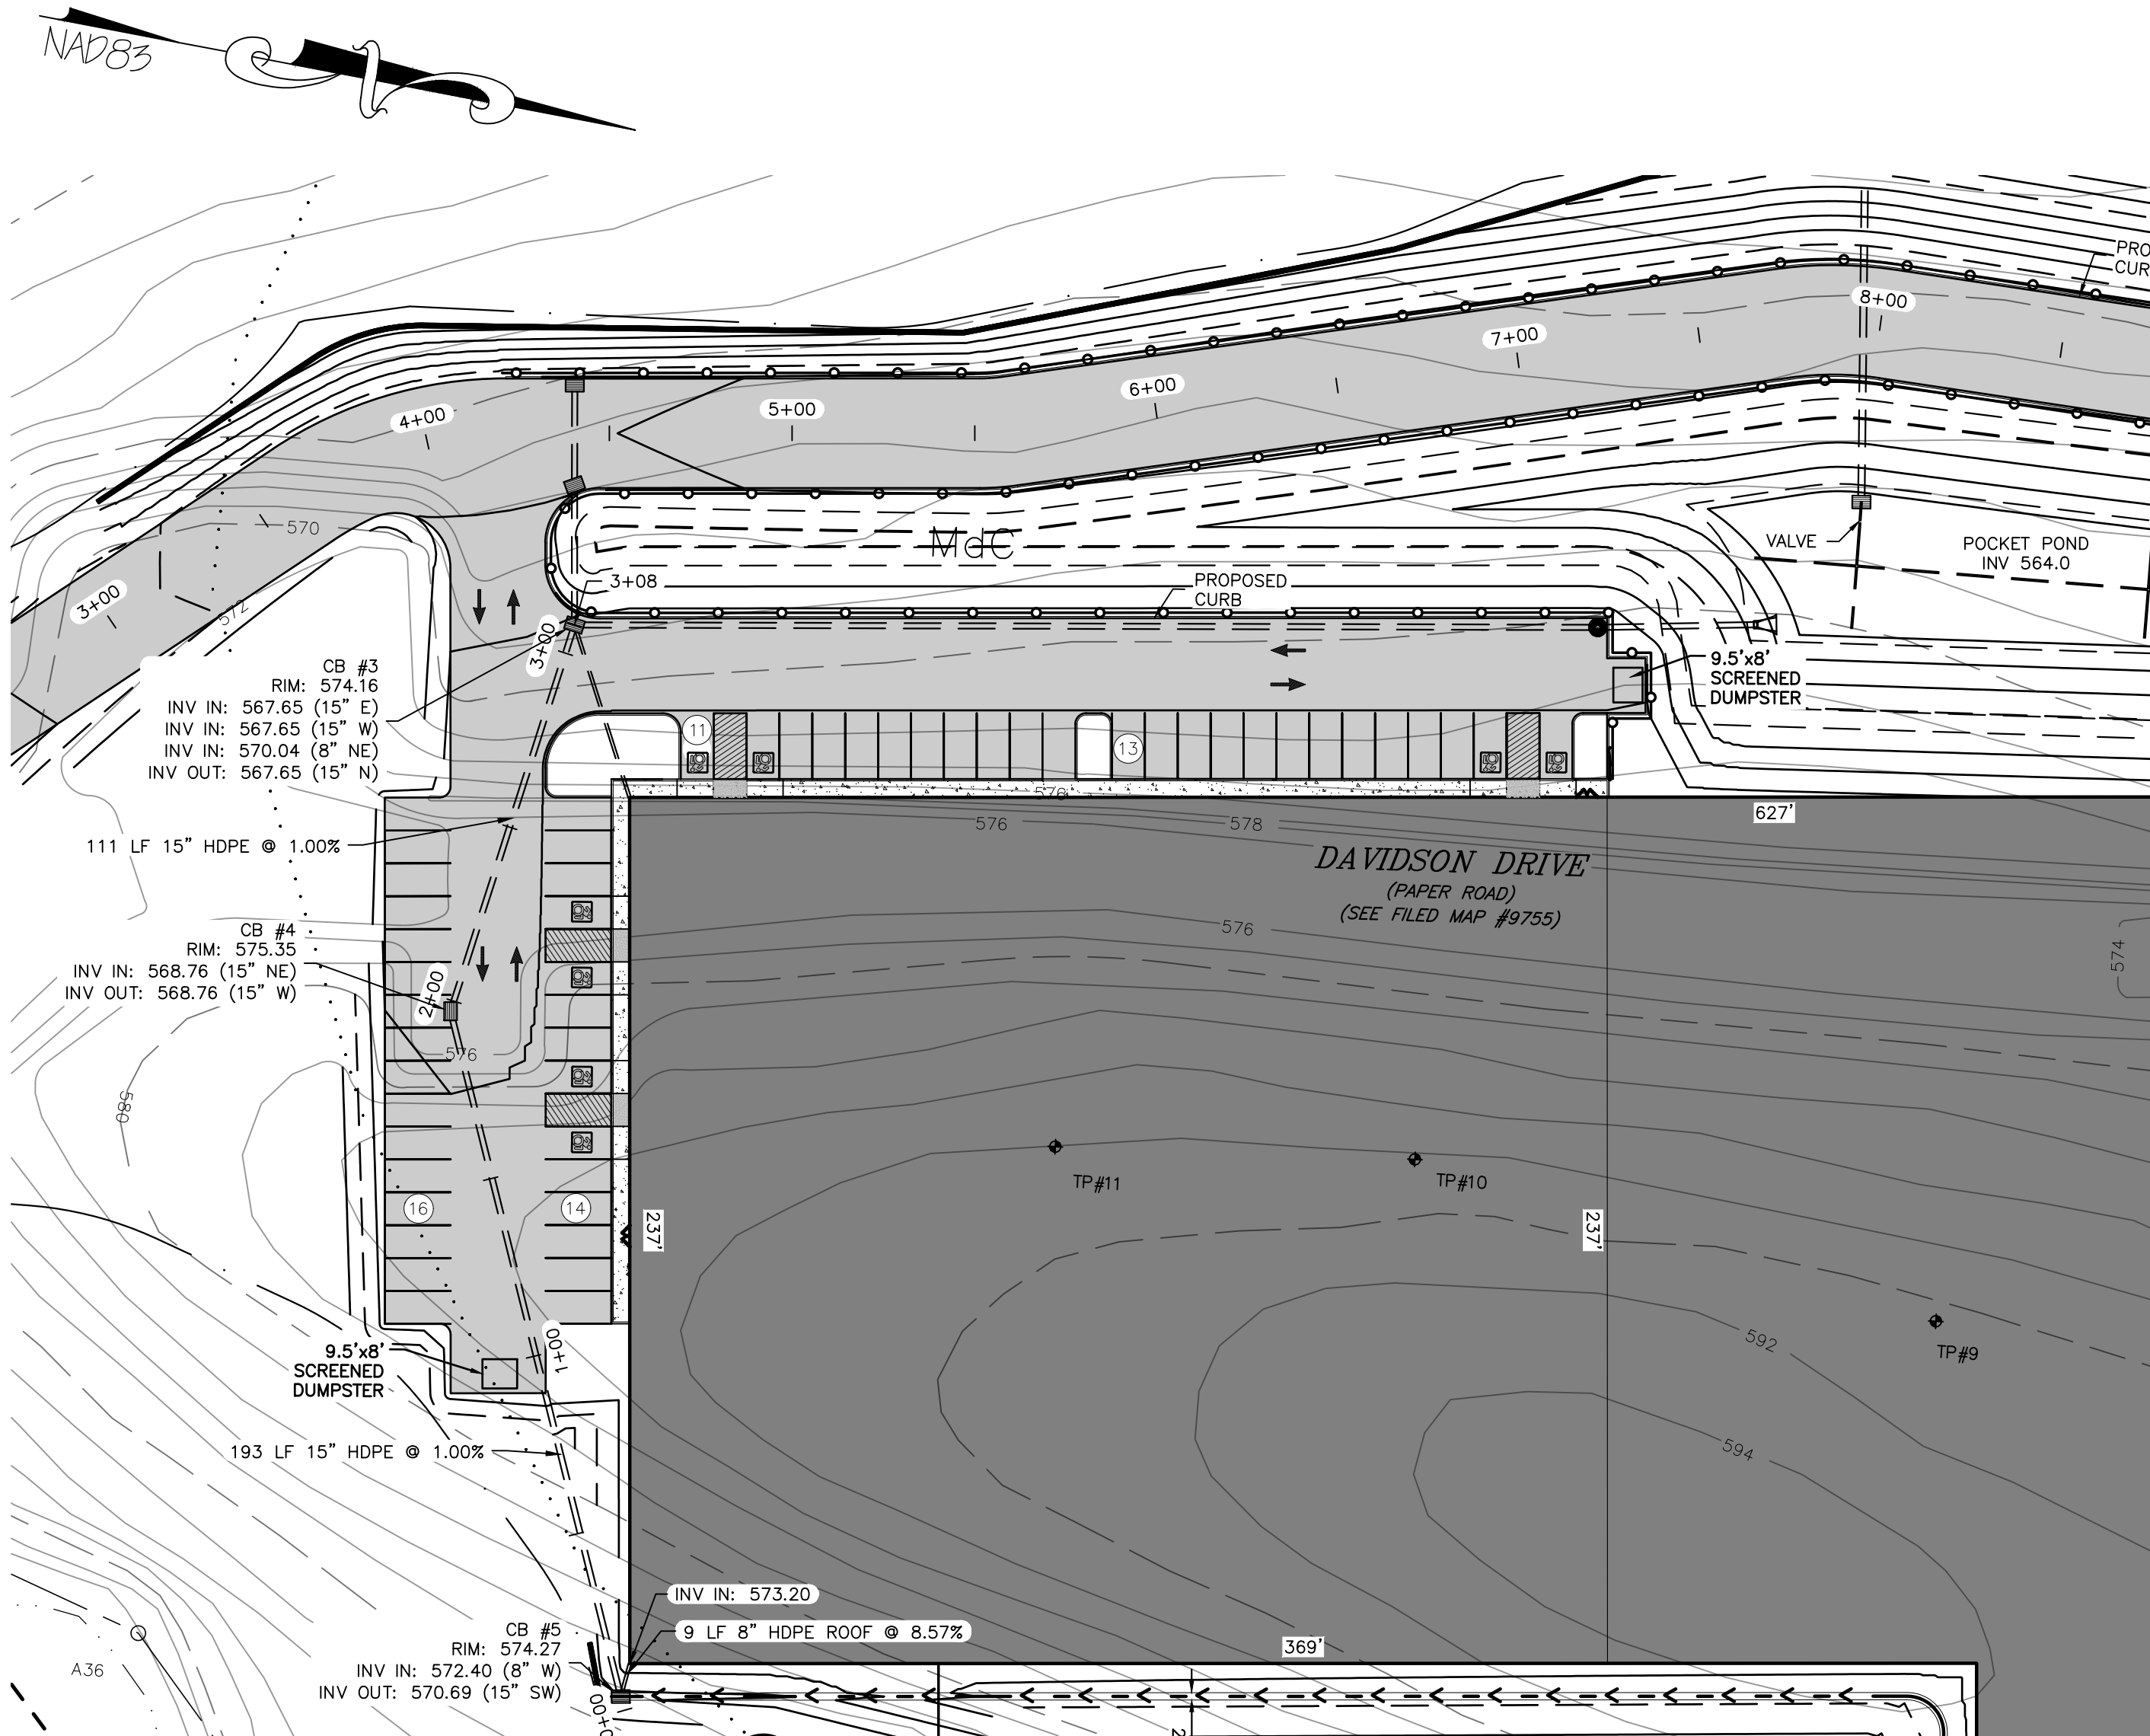 NAD83
PRO
CUR
8+00
7+00
6+00
5+00
4+00
570
3+00
572
MdC
VALVE
POCKET POND
INV 564.0
3+08
PROPOSED
CURB
3+00
CB #3
RIM: 574.16
INV IN: 567.65 (15" E)
INV IN: 567.65 (15" W)
INV IN: 570.04 (8" NE)
INV OUT: 567.65 (15" N)
9.5'x8'
SCREENED
DUMPSTER
11
13
576
627'
576
578
111 LF 15" HDPE @ 1.00%
DAVIDSON DRIVE
(PAPER ROAD)
(SEE FILED MAP #9755)
576
574
CB #4
RIM: 575.35
INV IN: 568.76 (15" NE)
INV OUT: 568.76 (15" W)
2+00
576
580
TP#11
TP#10
16
14
237'
237'
592
TP#9
1+00
9.5'x8'
SCREENED
DUMPSTER
594
193 LF 15" HDPE @ 1.00%
INV IN: 573.20
9 LF 8" HDPE ROOF @ 8.57%
369'
CB #5
RIM: 574.27
INV IN: 572.40 (8" W)
INV OUT: 570.69 (15" SW)
A36
0+00
2